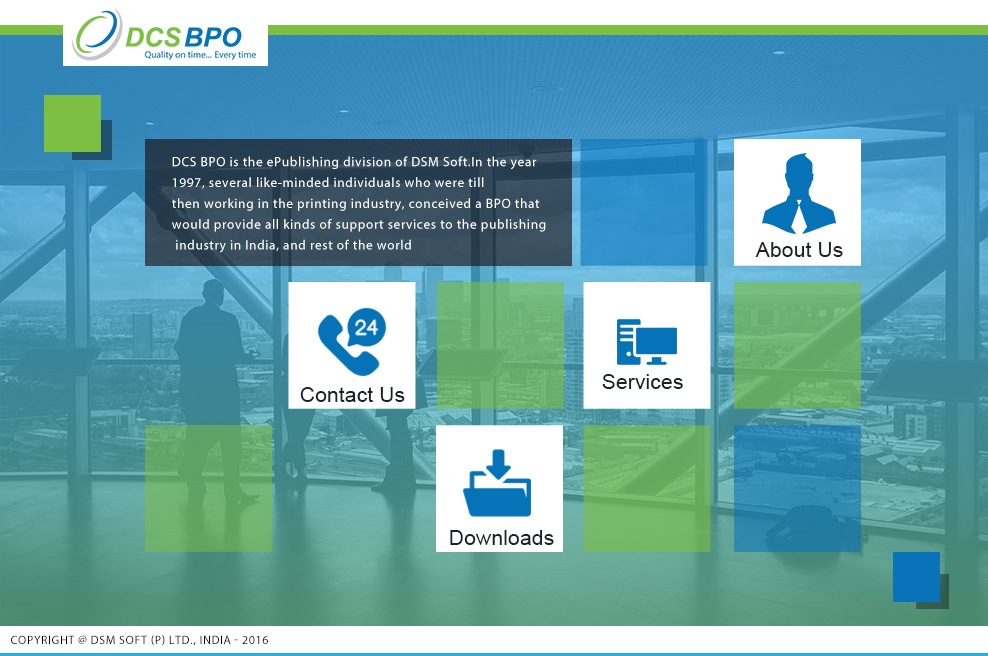 DCS BPO
Quality on time... Every time
DCS BPO is the ePublishing division of DSM Soft.In the year
1997, several like-minded individuals who were till
then working in the printing industry, conceived a BPO that
would provide all kinds of support services to the publishing
industry in India, and rest of the world
About Us
24
Contact Us
Services
Downloads
COPYRIGHT @ DSM SOFT (P) LTD., INDIA - 2016